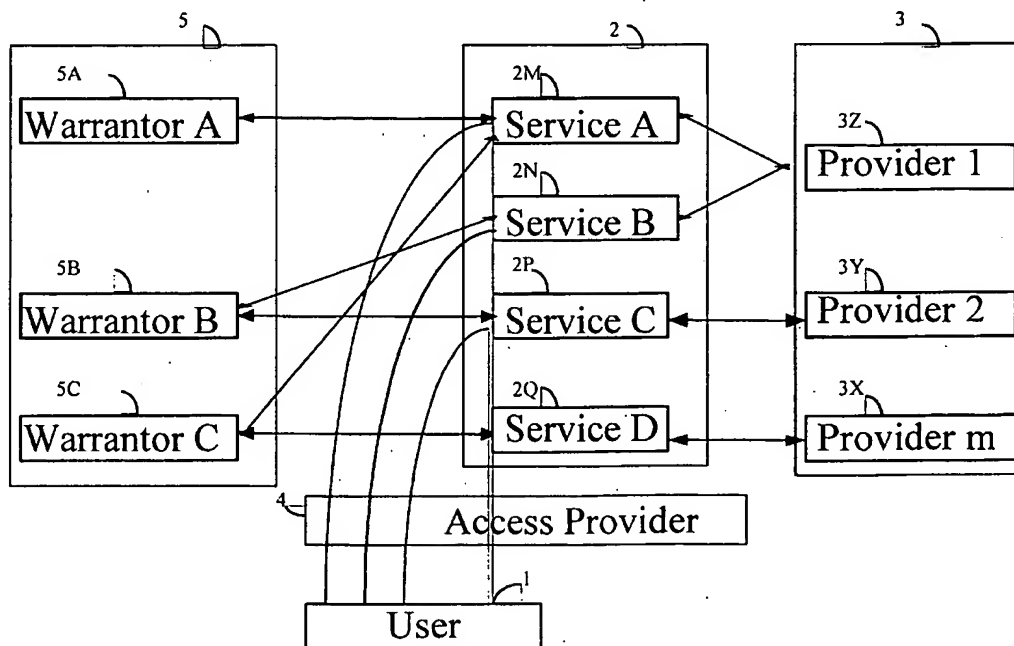 5
2
3
5A
Warrantor A
2M
Service A
3Z
Provider 1
2N
Service B
5B
Warrantor B
2P
Service C
3Y
Provider 2
5C
Warrantor C
2Q
Service D
3X
Provider m
4
Access Provider
1
User